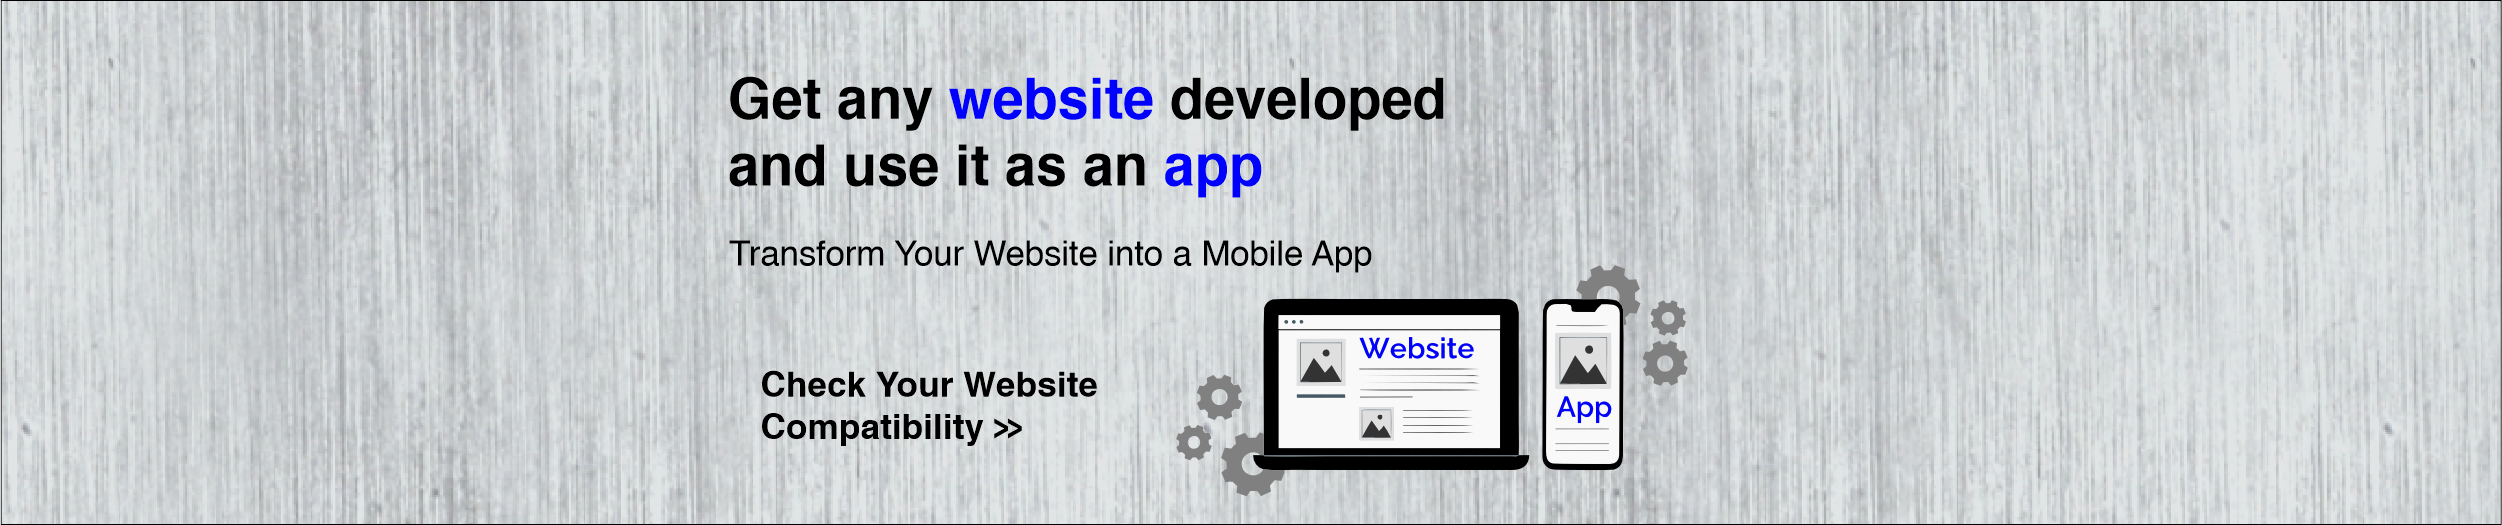 Get any website developed
and use it as an app
Transform Your Website into a Mobile App
Check Your Website
Compatibility >>
Website
App